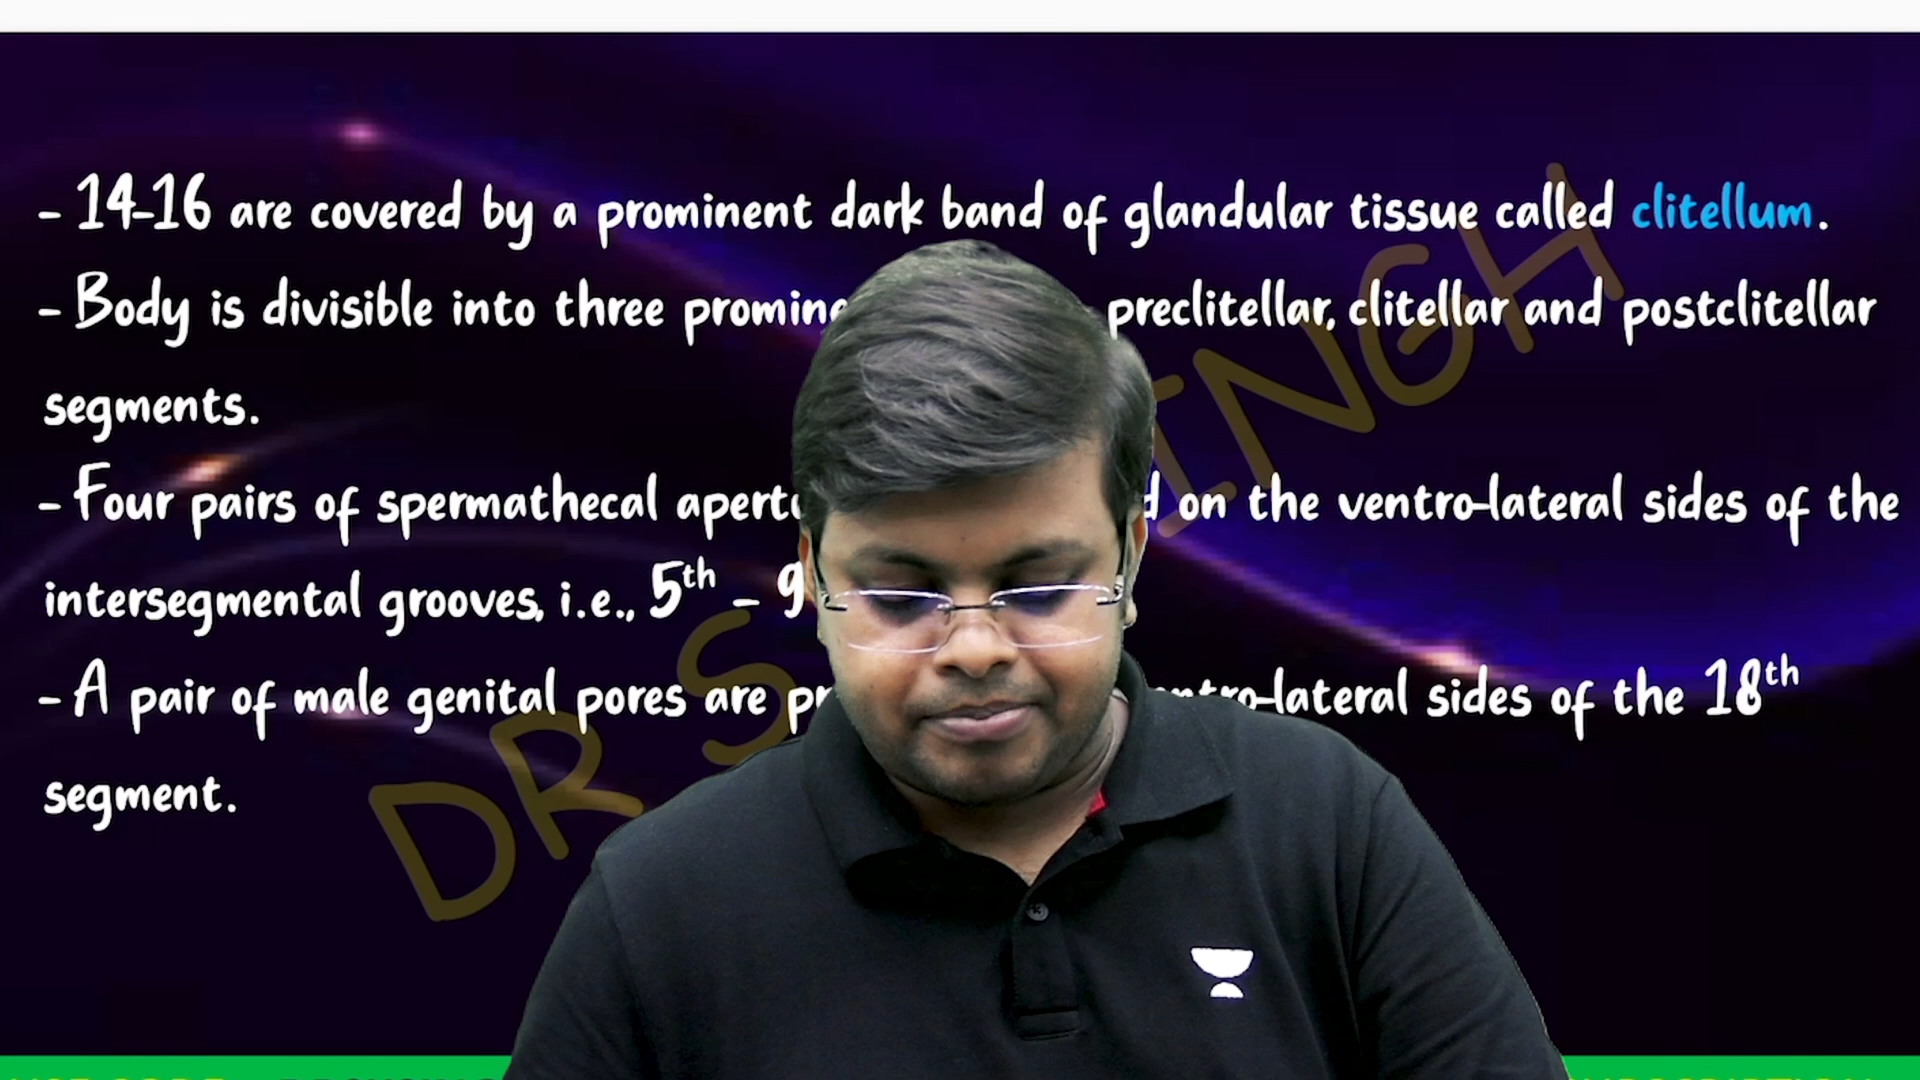 - 14-16 are covered by a prominent dark band of glandular tissue called clitellum.
- Body is divisible into three preclitellar, clitellar and postclitellar
segments.
- Four pairs of spermathecal on the ventro-lateral sides of the
intersegmental grooves, i.e., 5th - 9
- A pair of male genital pores are lateral sides of the 18th
segment.
DR S INGH